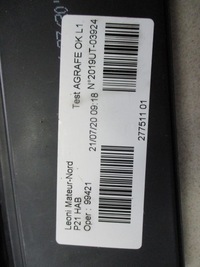 Test AGRAFE OK L1
21/07/20 09:18 N°2019UT-03924
277511 01
Leoni Mateur-Nord
P21 HAB
Oper : 99421